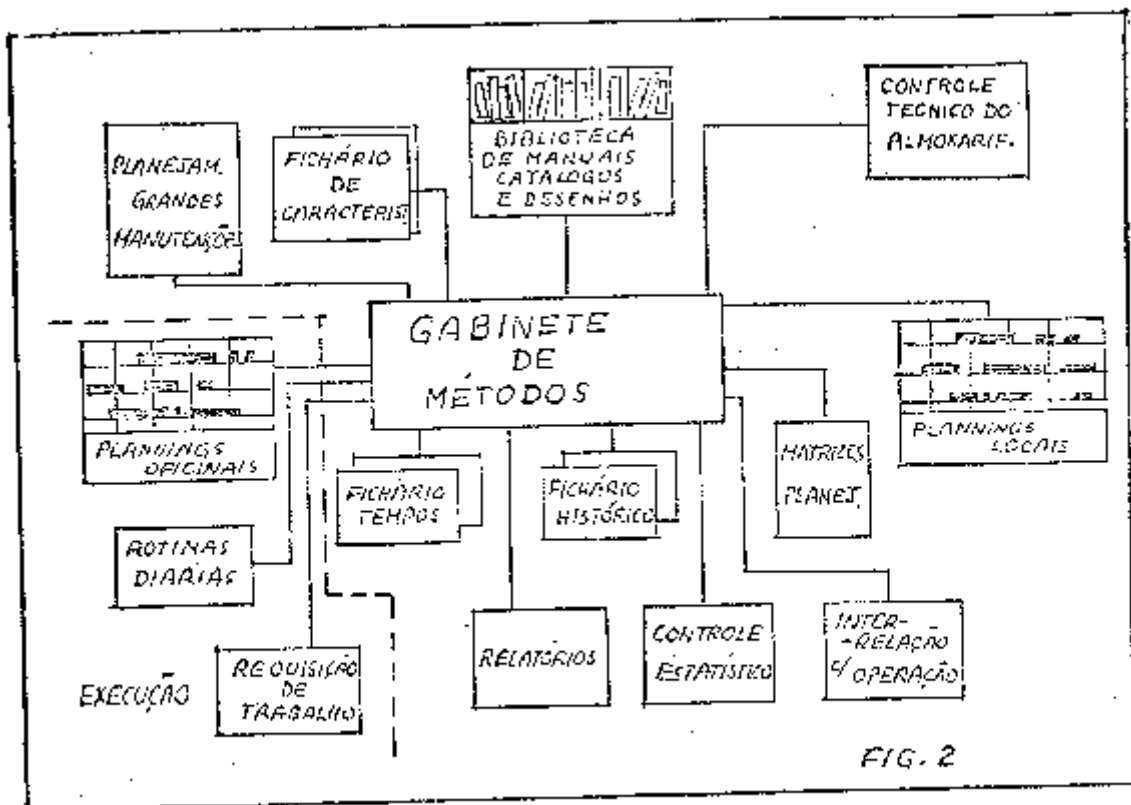 PLANEJAM.
GRANDES
MANUTENÇÕES
FICHÁRIO
DE
CARACTERIS.
BIBLIOTECA
DE MANUAIS
CATALOGOS
E DESENHOS
CONTROLE
TECNICO DO
ALMOXARIF.
GABINETE
DE
MÉTODOS
PLANNINGS
OFICINAIS
PLANNINGS
LOCAIS
MATRIZES
PLANEJ.
FICHÁRIO
TEMPOS
FICHÁRIO
HISTÓRICO
ROTINAS
DIARIAS
REQUISIÇÃO
DE
TRABALHO
EXECUÇÃO
RELATÓRIOS
CONTROLE
ESTATÍSTICO
INTER-
-RELAÇÃO
C/ OPERAÇÃO
FIG. 2